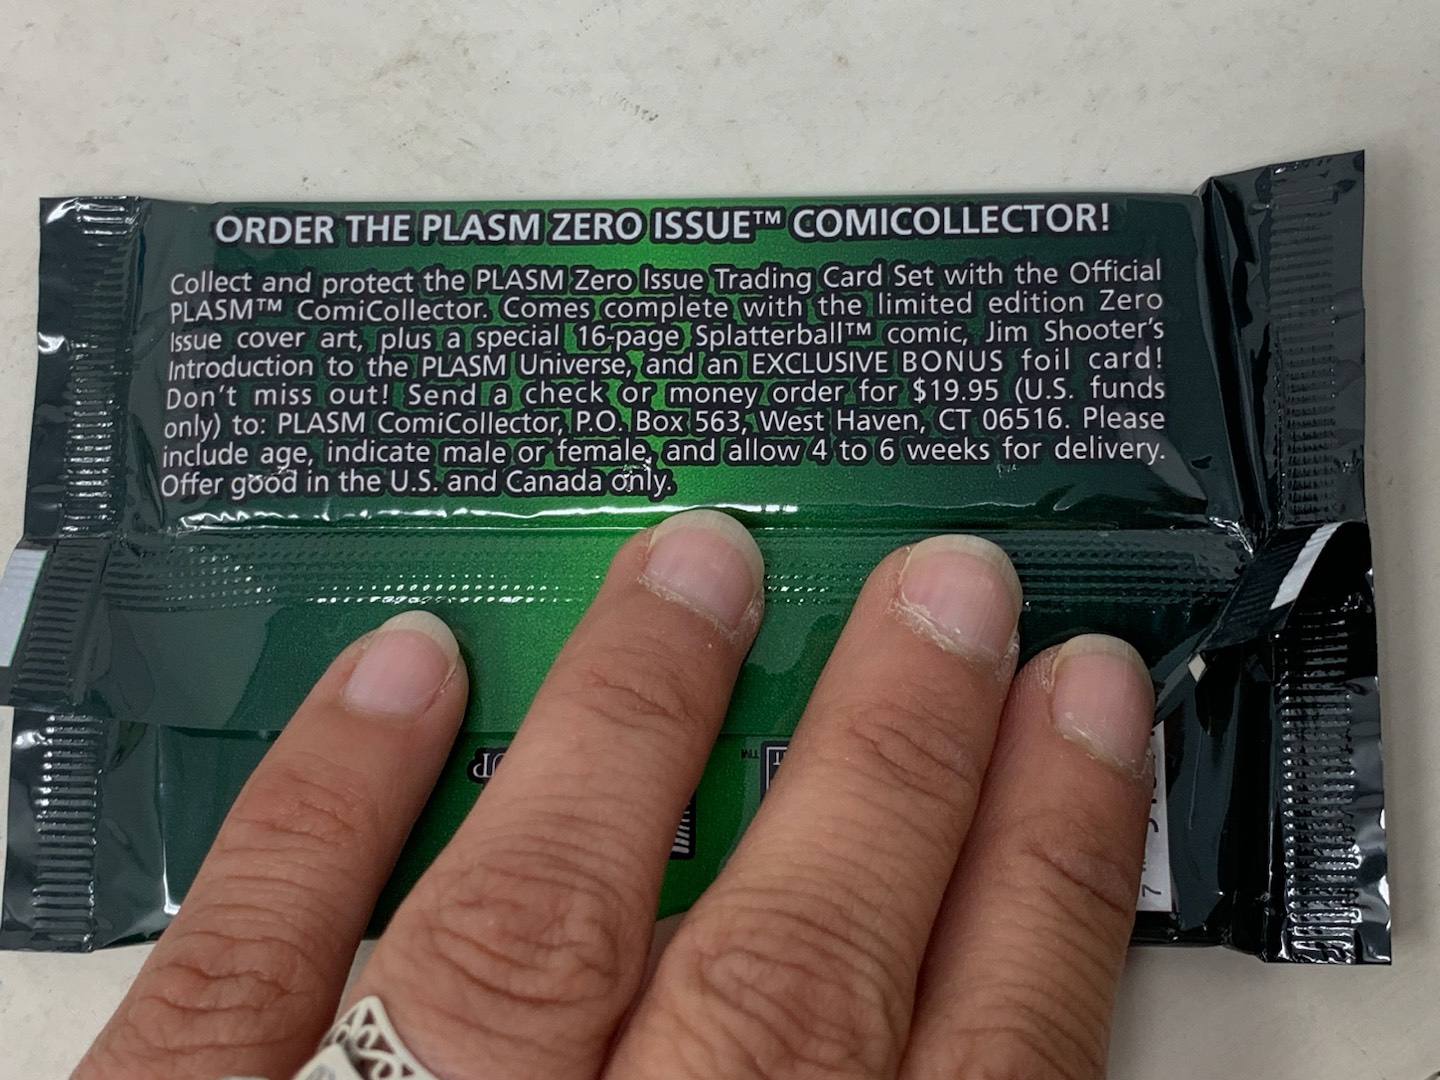 ORDER THE PLASM ZERO ISSUE™ COMICOLLECTOR!
Collect and protect the PLASM Zero Issue Trading Card Set with the Official
PLASM™ ComiCollector. Comes complete with the limited edition Zero
Issue cover art, plus a special 16-page Splatterball™ comic, Jim Shooter's
Introduction to the PLASM Universe, and an EXCLUSIVE BONUS foil card!
Don't miss out! Send a check or money order for $19.95 (U.S. funds
only) to: PLASM ComiCollector, P.O. Box 563, West Haven, CT 06516. Please
include age, indicate male or female, and allow 4 to 6 weeks for delivery.
Offer good in the U.S. and Canada only.
TM
7